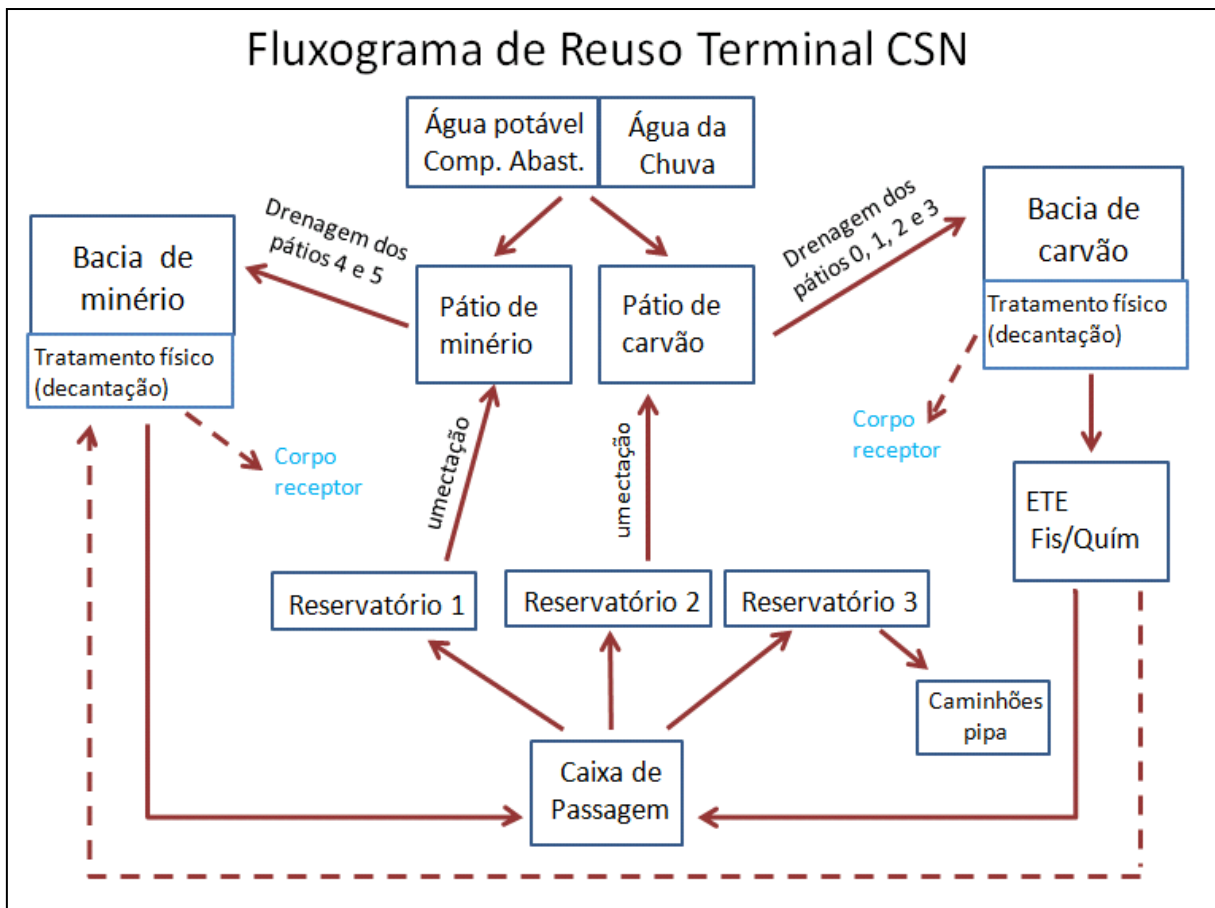 Fluxograma de Reuso Terminal CSN
Água potável
Comp. Abast.
Água da
Chuva
Drenagem dos
pátios 4 e 5
Drenagem dos
pátios 0, 1, 2 e 3
Bacia de
minério
Tratamento físico
(decantação)
Pátio de
minério
Pátio de
carvão
Bacia de
carvão
Tratamento físico
(decantação)
Corpo
receptor
Corpo
receptor
umectação
umectação
ETE
Fis/Quím
Reservatório 1
Reservatório 2
Reservatório 3
Caminhões
pipa
Caixa de
Passagem